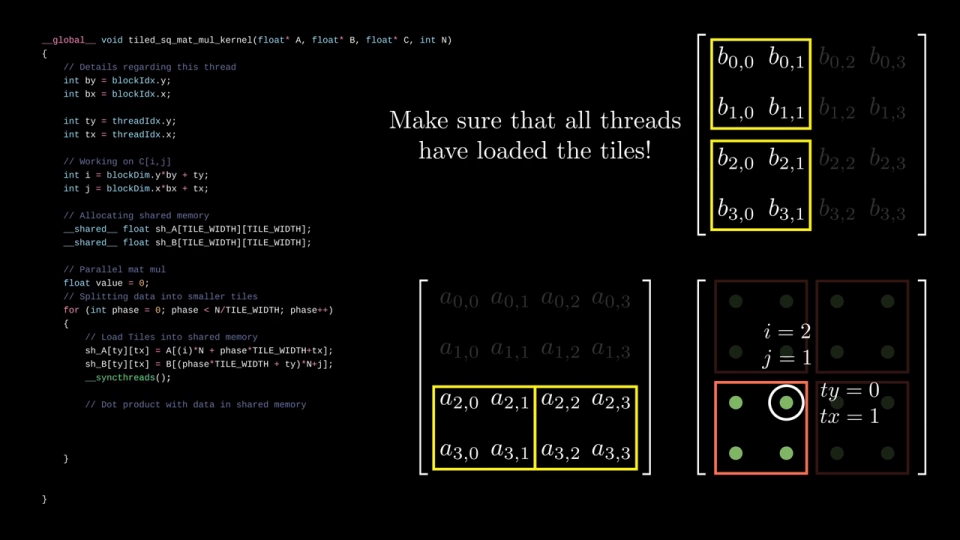 __global__ void tiled_sq_mat_mul_kernel(float* A, float* B, float* C, int N)
{
    // Details regarding this thread
    int by = blockIdx.y;
    int bx = blockIdx.x;

    int ty = threadIdx.y;
    int tx = threadIdx.x;

    // Working on C[i,j]
    int i = blockDim.y*by + ty;
    int j = blockDim.x*bx + tx;

    // Allocating shared memory
    __shared__ float sh_A[TILE_WIDTH][TILE_WIDTH];
    __shared__ float sh_B[TILE_WIDTH][TILE_WIDTH];

    // Parallel mat mul
    float value = 0;
    // Splitting data into smaller tiles
    for (int phase = 0; phase < N/TILE_WIDTH; phase++)
    {
        // Load Tiles into shared memory
        sh_A[ty][tx] = A[(i)*N + phase*TILE_WIDTH+tx];
        sh_B[ty][tx] = B[(phase*TILE_WIDTH + ty)*N+j];
        __syncthreads();

        // Dot product with data in shared memory

    }

}
Make sure that all threads
have loaded the tiles!
b0,0 b0,1 b0,2 b0,3
b1,0 b1,1 b1,2 b1,3
b2,0 b2,1 b2,2 b2,3
b3,0 b3,1 b3,2 b3,3
a0,0 a0,1 a0,2 a0,3
a1,0 a1,1 a1,2 a1,3
a2,0 a2,1 a2,2 a2,3
a3,0 a3,1 a3,2 a3,3
i = 2
j = 1
ty = 0
tx = 1